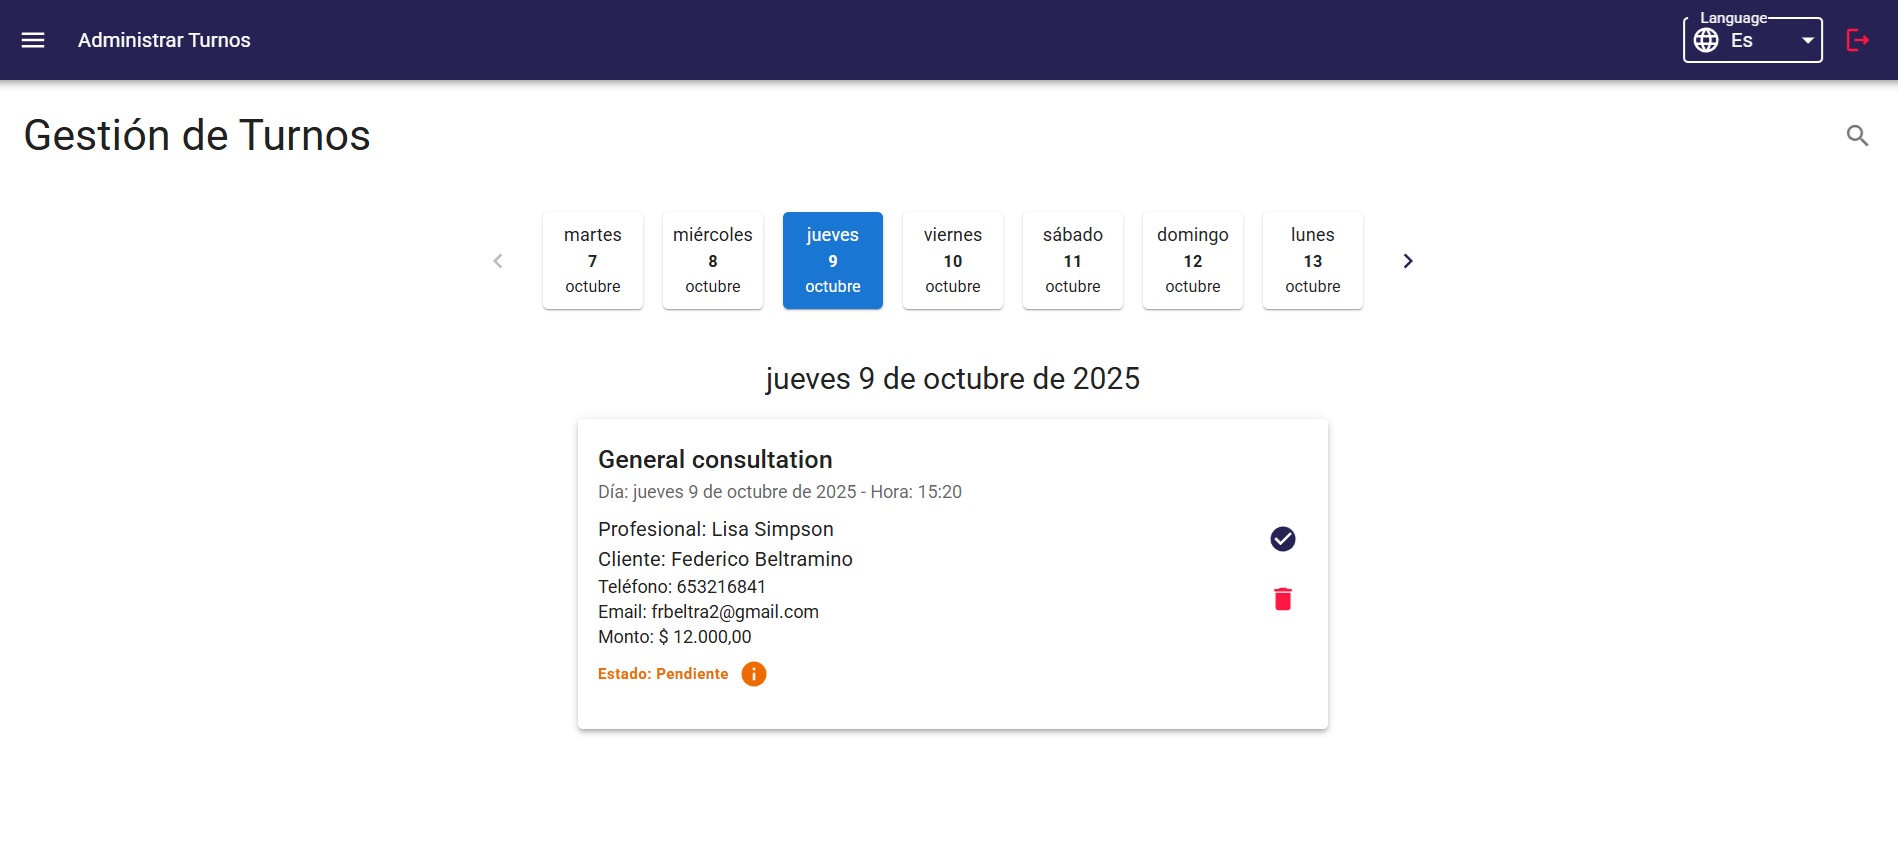 Administrar Turnos
Language
Es
Gestión de Turnos
martes
7
octubre
miércoles
8
octubre
jueves
9
octubre
viernes
10
octubre
sábado
11
octubre
domingo
12
octubre
lunes
13
octubre
jueves 9 de octubre de 2025
General consultation
Día: jueves 9 de octubre de 2025 - Hora: 15:20
Profesional: Lisa Simpson
Cliente: Federico Beltramino
Teléfono: 653216841
Email: frbeltra2@gmail.com
Monto: $ 12.000,00
Estado: Pendiente